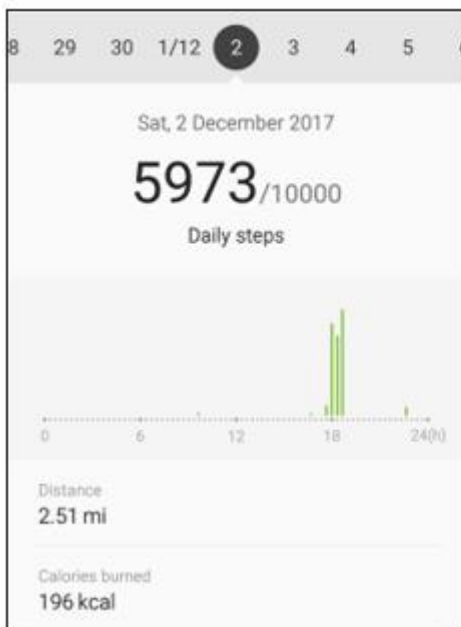 8 29 30 1/12 2 3 4 5
Sat, 2 December 2017
5973/10000
Daily steps
0 6 12 18 24(h)
Distance
2.51 mi
Calories burned
196 kcal